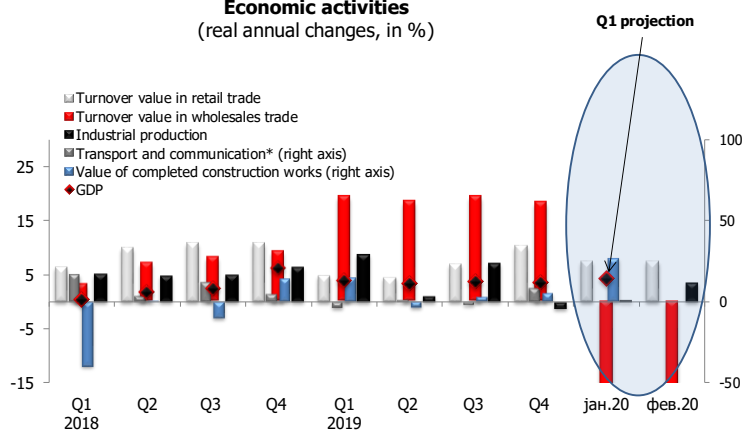 Economic activities
(real annual changes, in %)
Q1 projection
Turnover value in retail trade
Turnover value in wholesales trade
Industrial production
Transport and communication* (right axis)
Value of completed construction works (right axis)
GDP
25
15
5
-5
-15
100
50
0
-50
Q1
2018
Q2
Q3
Q4
Q1
2019
Q2
Q3
Q4
јан.20
фев.20